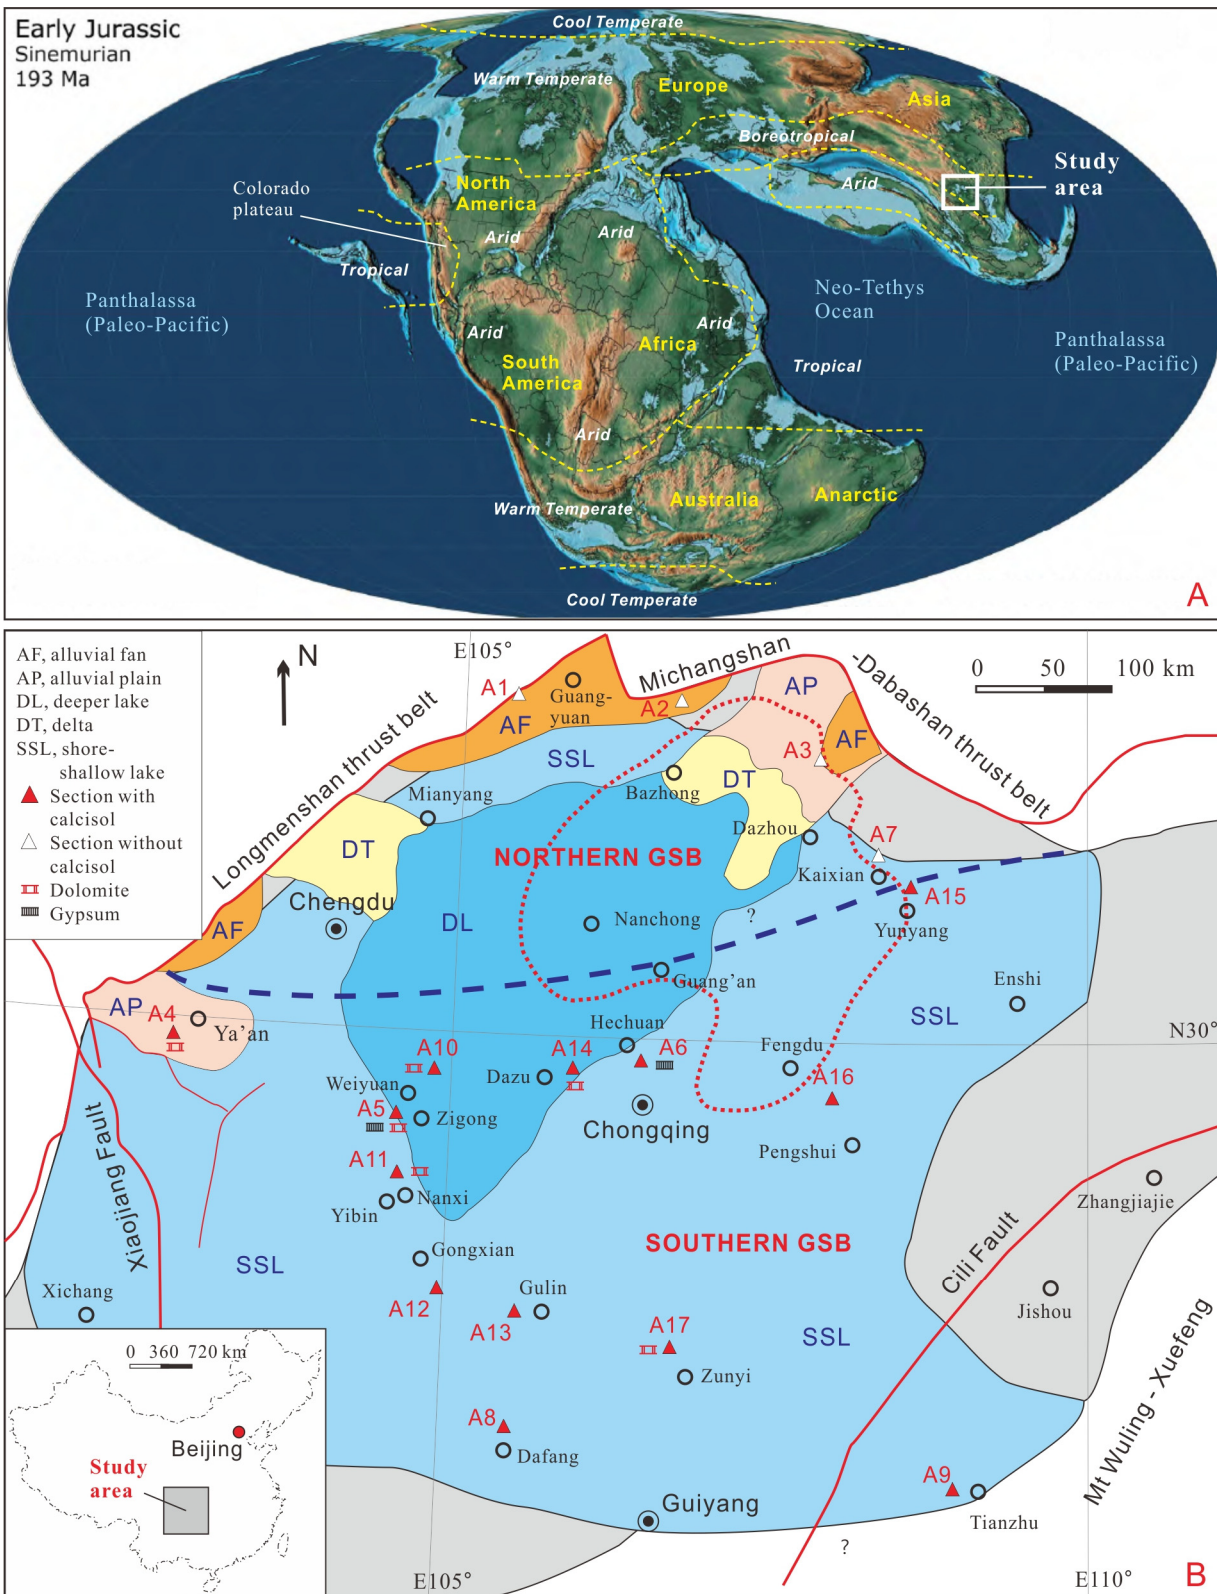 Early Jurassic
Sinemurian
193 Ma
Cool Temperate
Warm Temperate
Europe
Asia
Boreotropical
Study
area
Arid
North
America
Colorado
plateau
Arid
Arid
Tropical
Panthalassa
(Paleo-Pacific)
Neo-Tethys
Ocean
Arid
Arid
Africa
South
America
Tropical
Panthalassa
(Paleo-Pacific)
Arid
Australia
Anarctic
Warm Temperate
Cool Temperate
A
AF, alluvial fan
AP, alluvial plain
DL, deeper lake
DT, delta
SSL, shore-
shallow lake
Section with
calcisol
Section without
calcisol
Dolomite
Gypsum
N
E105°
Michangshan
-Dabashan thrust belt
0 50 100 km
Longmenshan thrust belt
A1
Guang-
yuan
AF
A2
AP
A3
AF
SSL
Bazhong
DT
Mianyang
DT
Dazhou
A7
NORTHERN GSB
Kaixian
A15
Chengdu
DL
Nanchong
?
Yunyang
AF
Guang'an
Enshi
AP
A4
Ya'an
Hechuan
SSL
N30°
A10
A14
A6
Fengdu
Weiyuan
Dazu
A16
A5
Zigong
Chongqing
Pengshui
A11
Nanxi
Yibin
Zhangjiajie
Xiaojiang Fault
SSL
Gongxian
SOUTHERN GSB
Cili Fault
Xichang
A12
Gulin
A13
Jishou
A17
SSL
Zunyi
Mt Wuling - Xuefeng
0 360 720 km
Beijing
Study
area
A8
Dafang
A9
Tianzhu
Guiyang
?
E105°
E110°
B